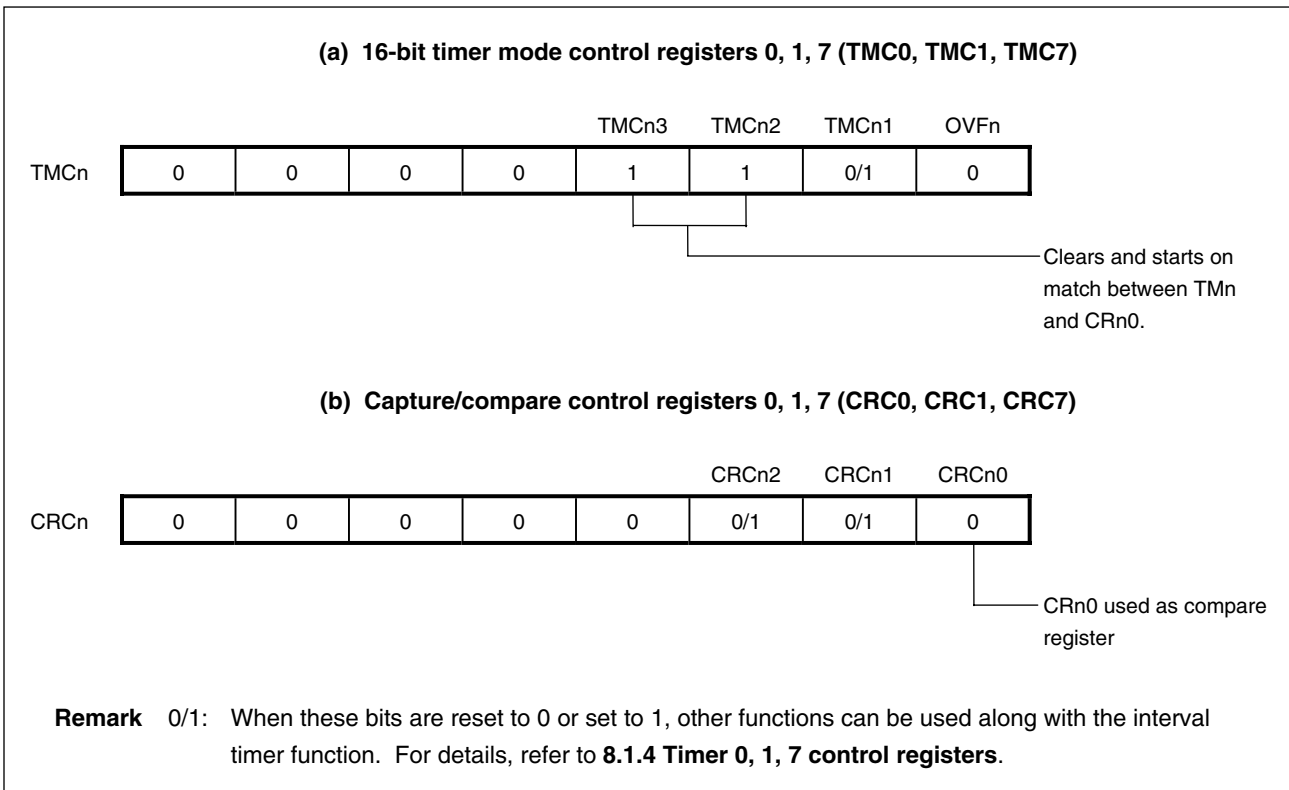 (a) 16-bit timer mode control registers 0, 1, 7 (TMC0, TMC1, TMC7)
TMCn3 TMCn2 TMCn1 OVFn
TMCn 0 0 0 0 1 1 0/1 0
Clears and starts on
match between TMn
and CRn0.
(b) Capture/compare control registers 0, 1, 7 (CRC0, CRC1, CRC7)
CRCn2 CRCn1 CRCn0
CRCn 0 0 0 0 0 0/1 0/1 0
CRn0 used as compare
register
Remark 0/1: When these bits are reset to 0 or set to 1, other functions can be used along with the interval
timer function. For details, refer to 8.1.4 Timer 0, 1, 7 control registers.